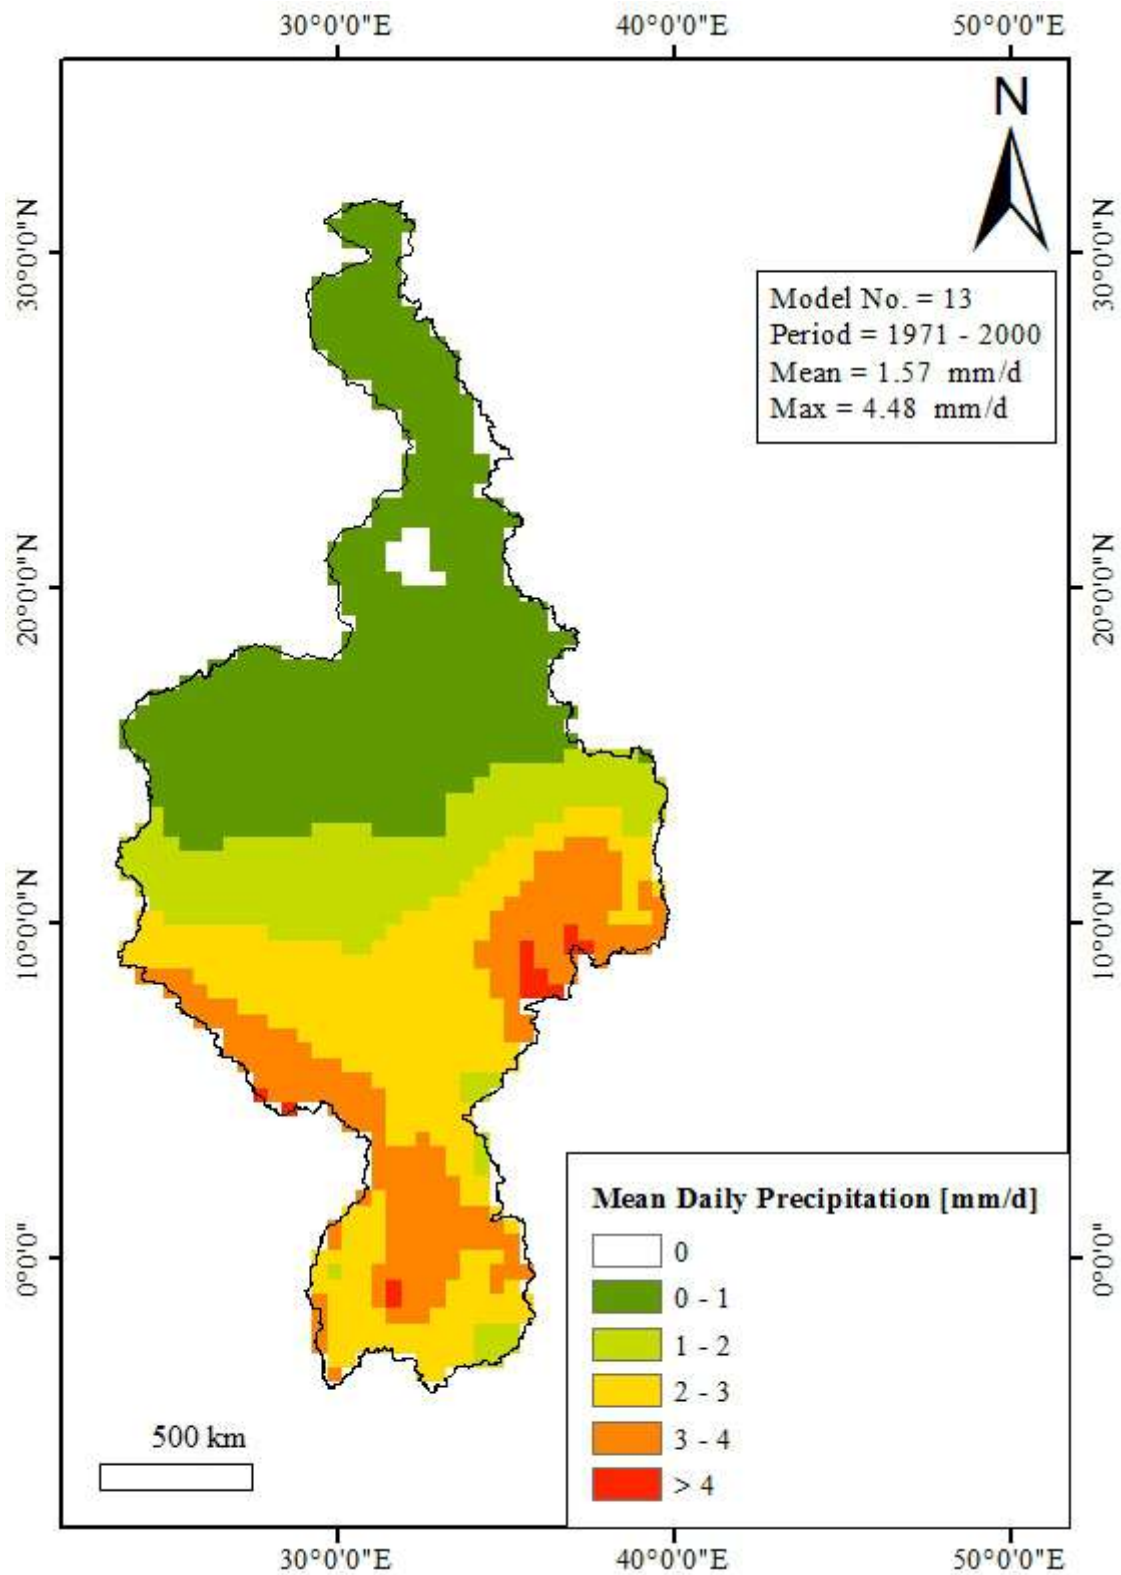 30°0'0"E 40°0'0"E 50°0'0"E
N
30°0'0"N 30°0'0"N
Model No. = 13
Period = 1971 - 2000
Mean = 1.57 mm/d
Max = 4.48 mm/d
20°0'0"N 20°0'0"N
10°0'0"N 10°0'0"N
0°0'0" 0°0'0"
Mean Daily Precipitation [mm/d]
0
0 - 1
1 - 2
2 - 3
3 - 4
> 4
500 km
30°0'0"E 40°0'0"E 50°0'0"E